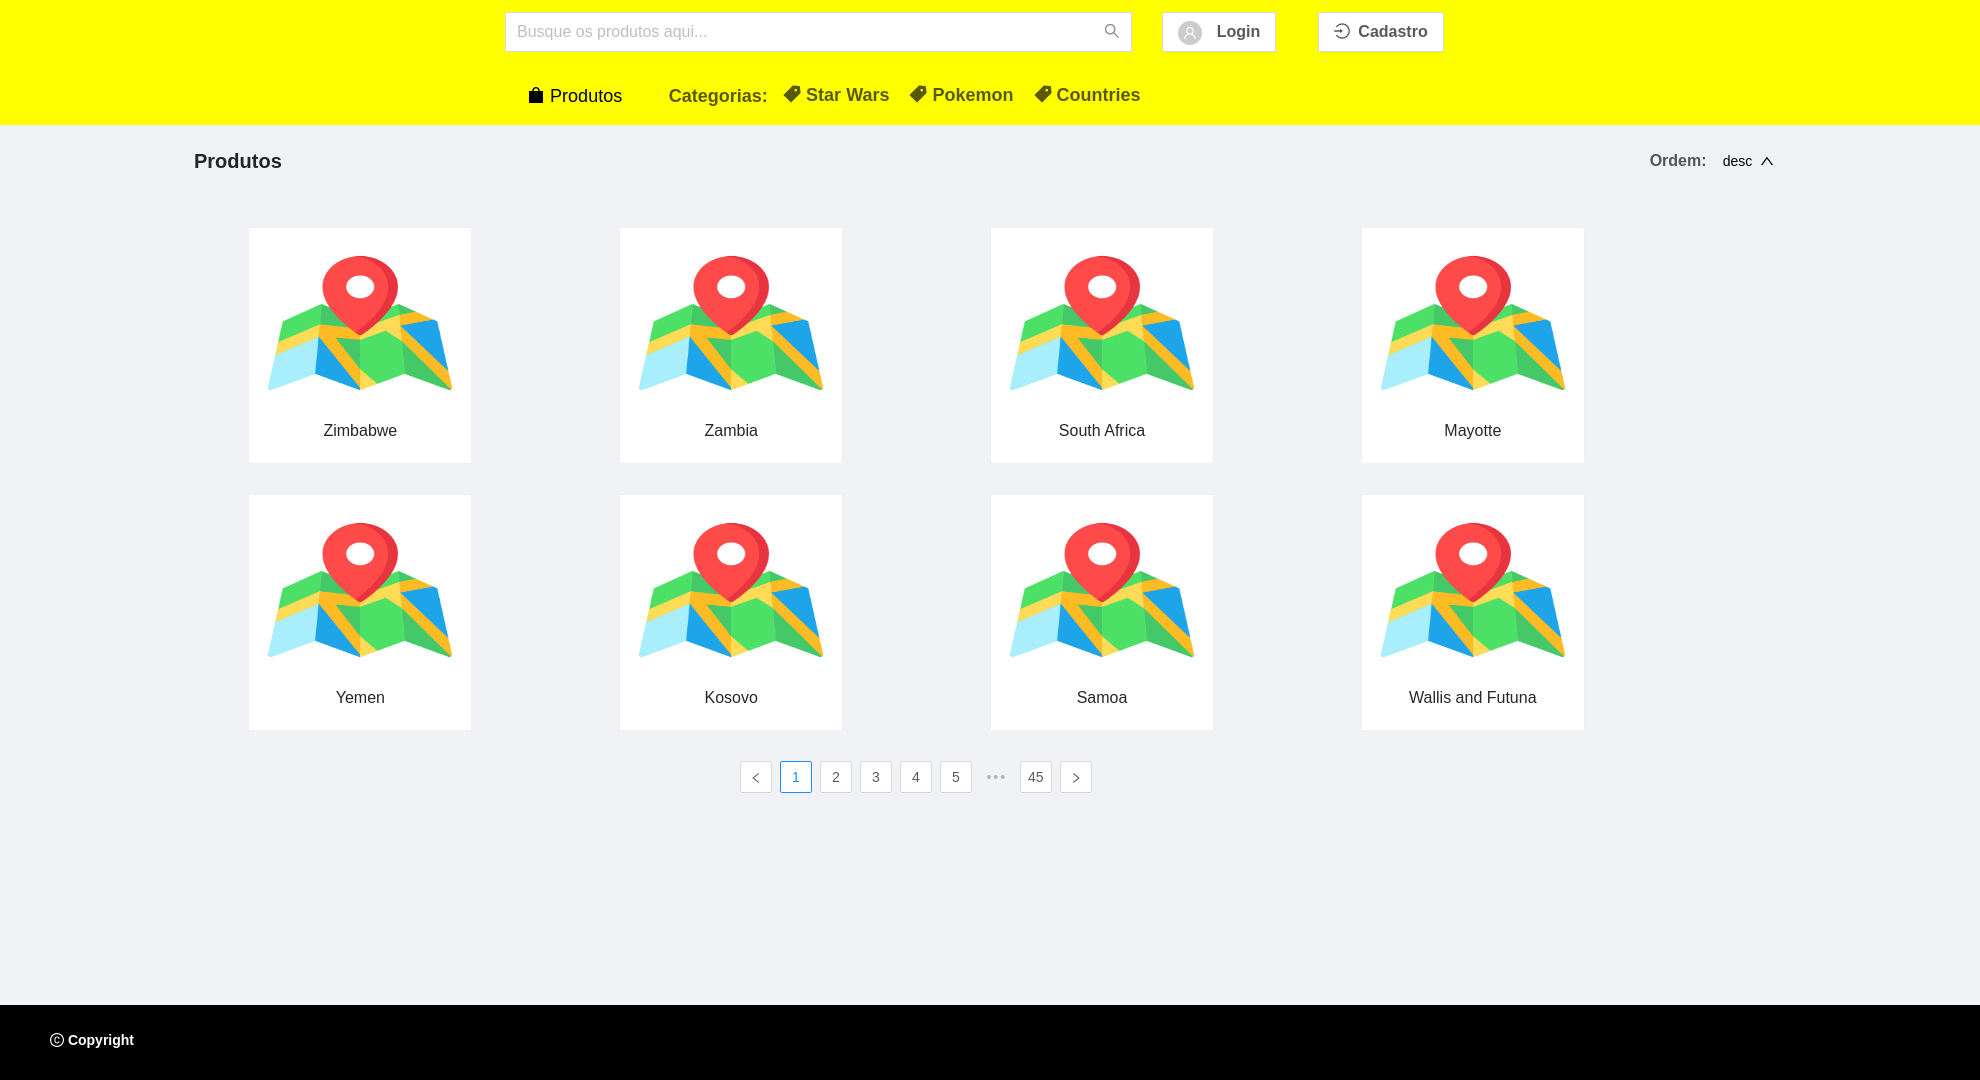 Busque os produtos aqui...
Login
Cadastro
Produtos
Categorias:
Star Wars
Pokemon
Countries
Produtos
Ordem: desc
Zimbabwe
Zambia
South Africa
Mayotte
Yemen
Kosovo
Samoa
Wallis and Futuna
1 2 3 4 5 ••• 45
© Copyright